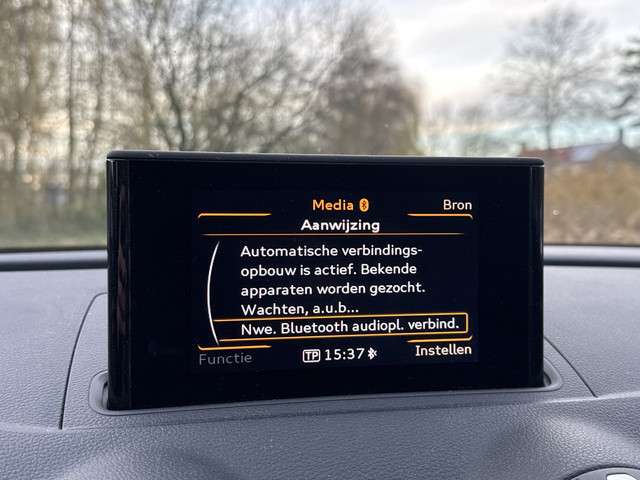 Media
Bron
Aanwijzing
Automatische verbindings-
opbouw is actief. Bekende
apparaten worden gezocht.
Wachten, a.u.b...
Nwe. Bluetooth audiopl. verbind.
Functie
TP 15:37
Instellen